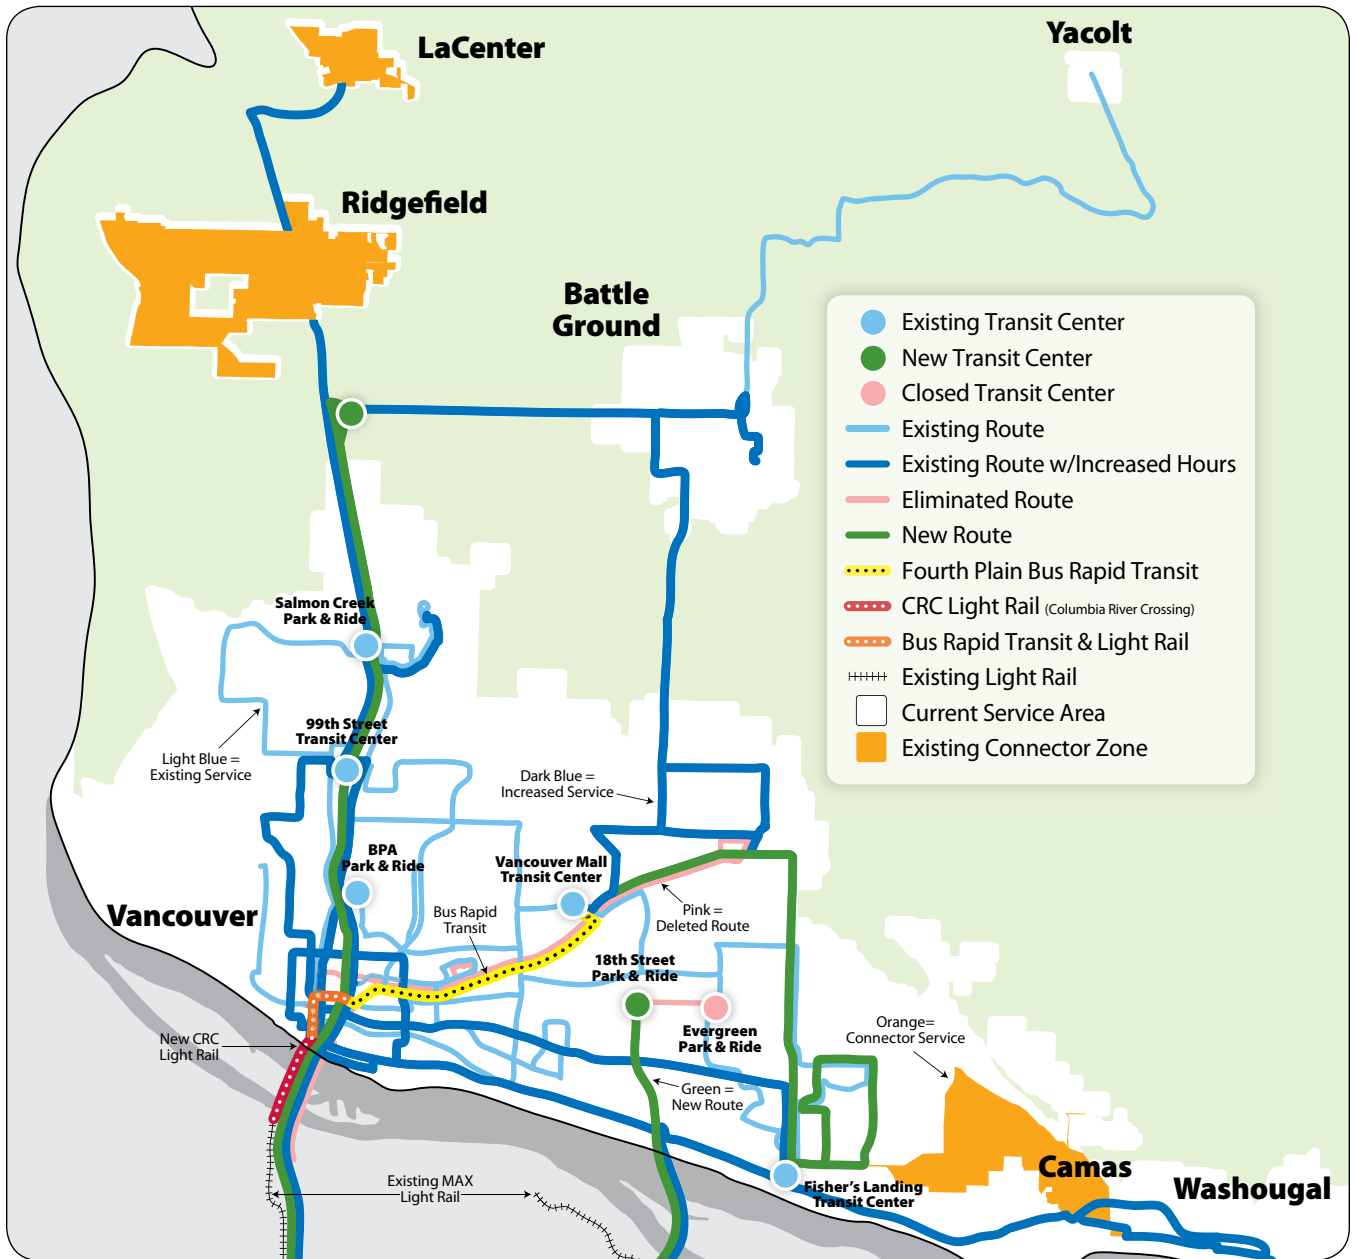 LaCenter
Yacolt
Ridgefield
Battle
Ground
Existing Transit Center
New Transit Center
Closed Transit Center
Existing Route
Existing Route w/Increased Hours
Eliminated Route
New Route
Fourth Plain Bus Rapid Transit
CRC Light Rail (Columbia River Crossing)
Bus Rapid Transit & Light Rail
Existing Light Rail
Current Service Area
Existing Connector Zone
Salmon Creek
Park & Ride
99th Street
Transit Center
Light Blue =
Existing Service
Dark Blue =
Increased Service
BPA
Park & Ride
Vancouver Mall
Transit Center
Vancouver
Bus Rapid
Transit
Pink =
Deleted Route
18th Street
Park & Ride
Evergreen
Park & Ride
New CRC
Light Rail
Orange=
Connector Service
Green =
New Route
Existing MAX
Light Rail
Fisher's Landing
Transit Center
Camas
Washougal